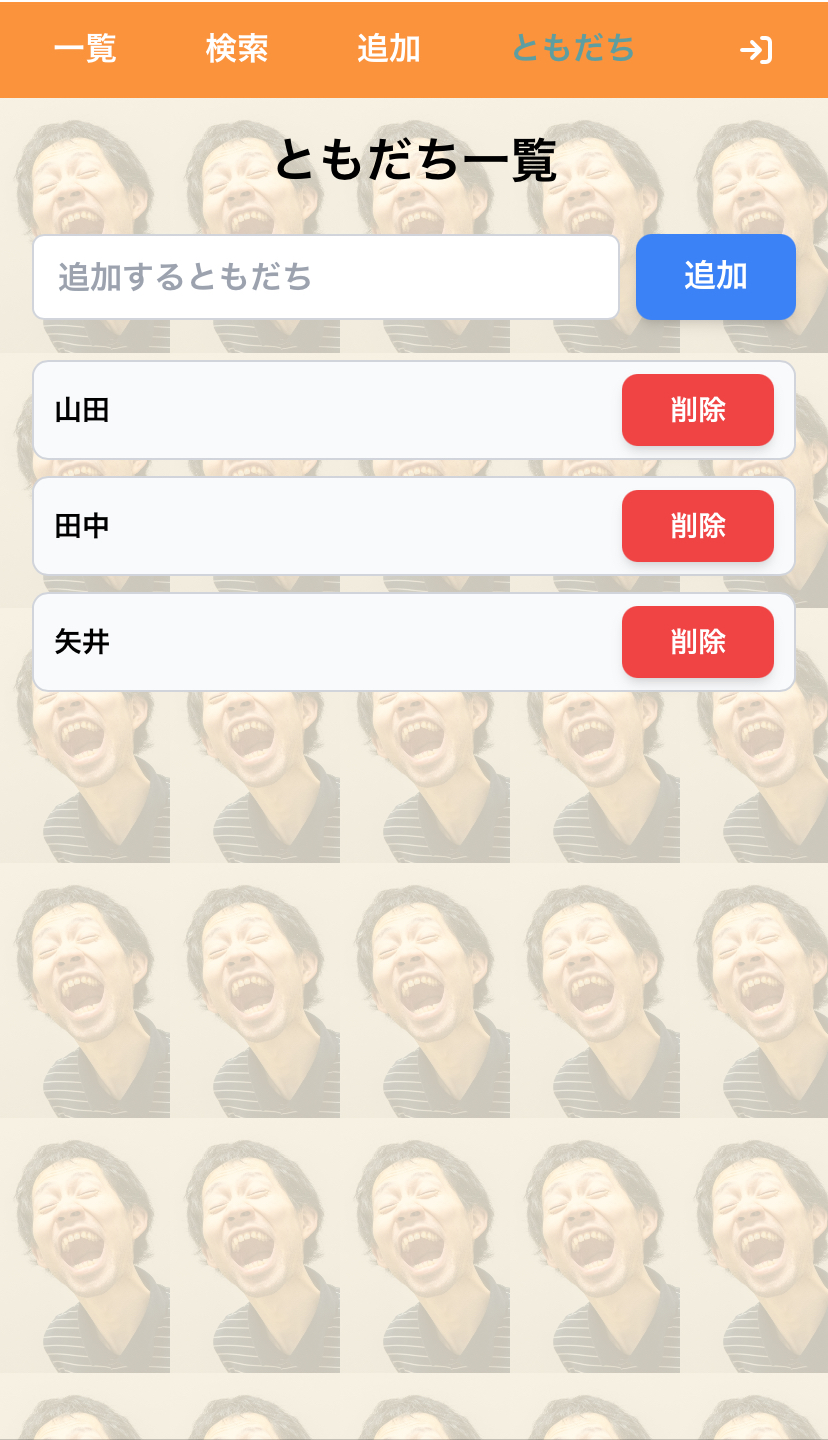 一覧 検索 追加 ともだち
ともだち一覧
追加するともだち 追加
山田 削除
田中 削除
矢井 削除